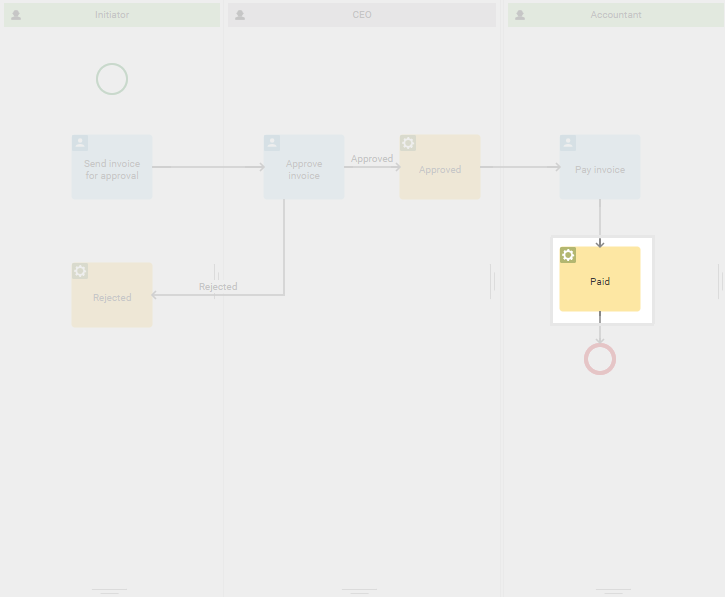 Initiator
CEO
Accountant
Send invoice
for approval
Approve
invoice
Approved
Approved
Pay invoice
Rejected
Rejected
Paid